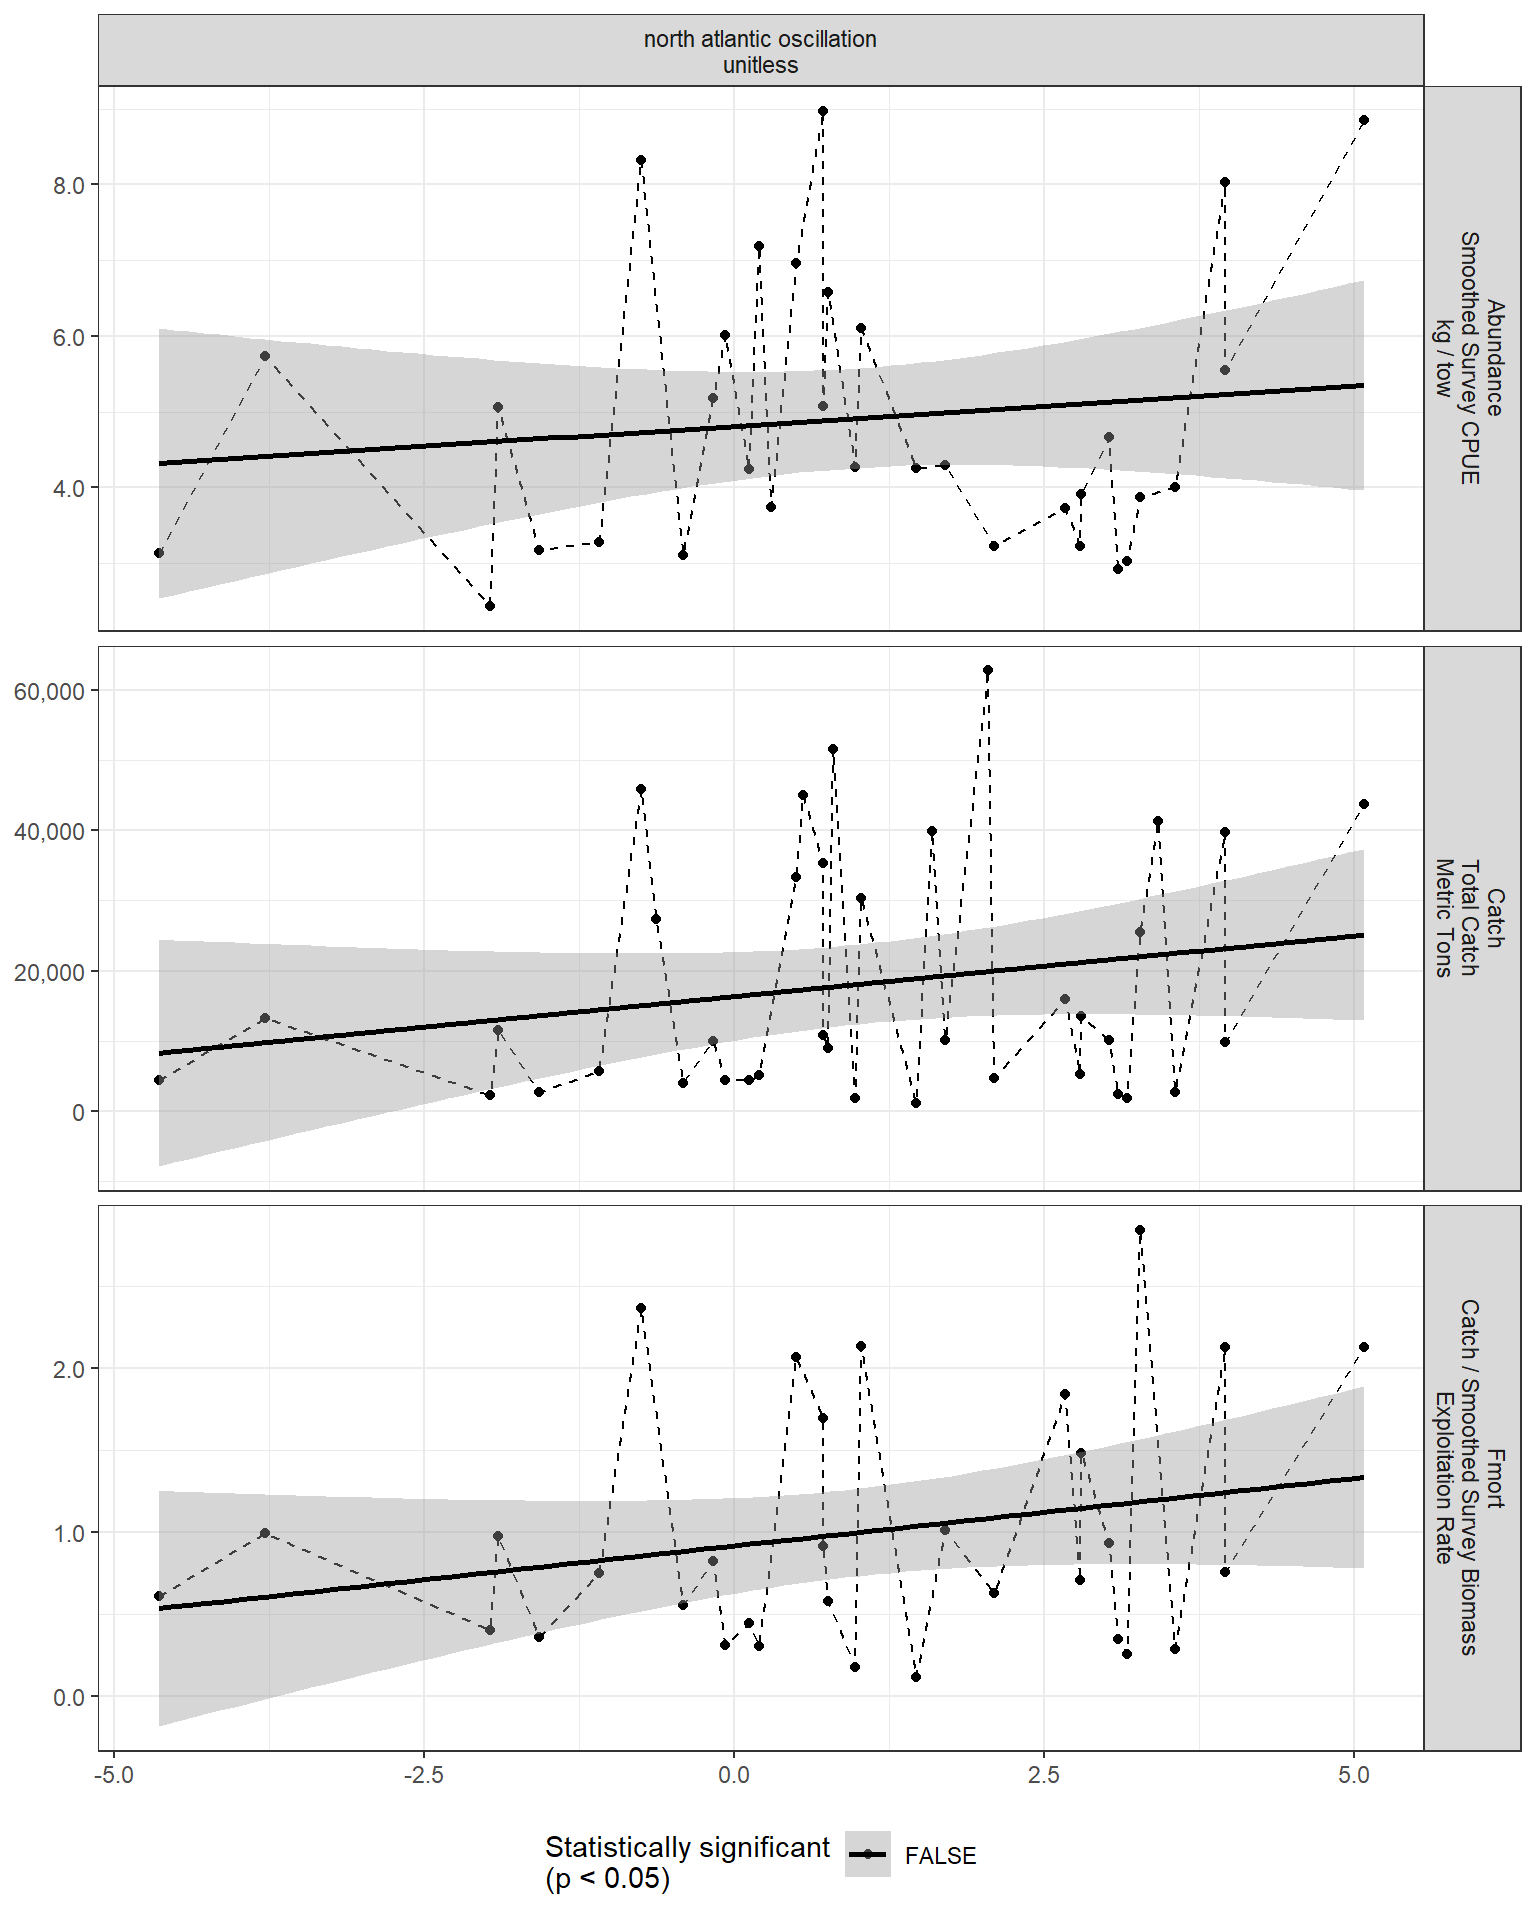 north atlantic oscillation
unitless
8.0
6.0
4.0
Abundance
Smoothed Survey CPUE
kg / tow
60,000
40,000
20,000
0
Catch
Total Catch
Metric Tons
2.0
1.0
0.0
Fmort
Catch / Smoothed Survey Biomass
Exploitation Rate
-5.0
-2.5
0.0
2.5
5.0
Statistically significant
(p < 0.05)
FALSE